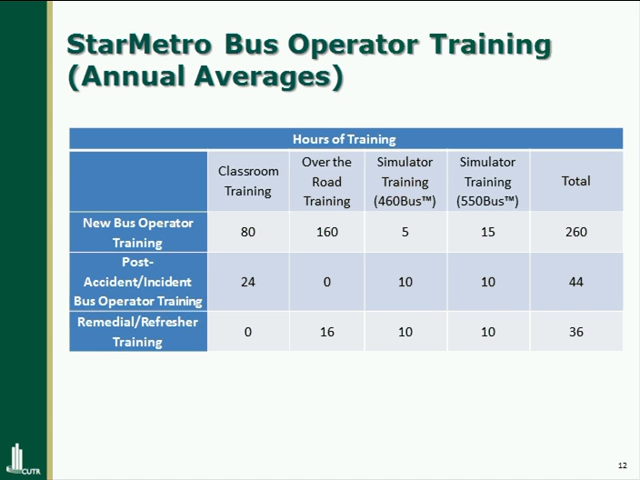 StarMetro Bus Operator Training
(Annual Averages)
Hours of Training
Classroom
Training
Over the
Road
Training
Simulator
Training
(460Bus™)
Simulator
Training
(550Bus™)
Total
New Bus Operator
Training
80
160
5
15
260
Post-
Accident/Incident
Bus Operator Training
24
0
10
10
44
Remedial/Refresher
Training
0
16
10
10
36
CUTR
12